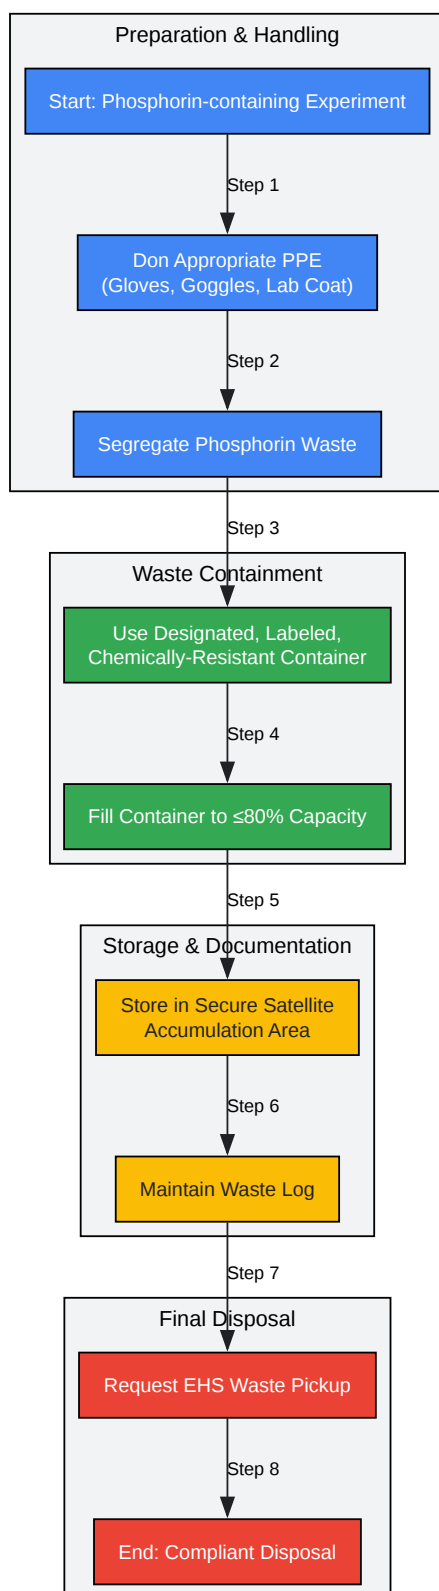 Preparation & Handling
Start: Phosphorin-containing Experiment
Step 1
Don Appropriate PPE
(Gloves, Goggles, Lab Coat)
Step 2
Segregate Phosphorin Waste
Step 3
Waste Containment
Use Designated, Labeled,
Chemically-Resistant Container
Step 4
Fill Container to ≤80% Capacity
Step 5
Storage & Documentation
Store in Secure Satellite
Accumulation Area
Step 6
Maintain Waste Log
Step 7
Final Disposal
Request EHS Waste Pickup
Step 8
End: Compliant Disposal